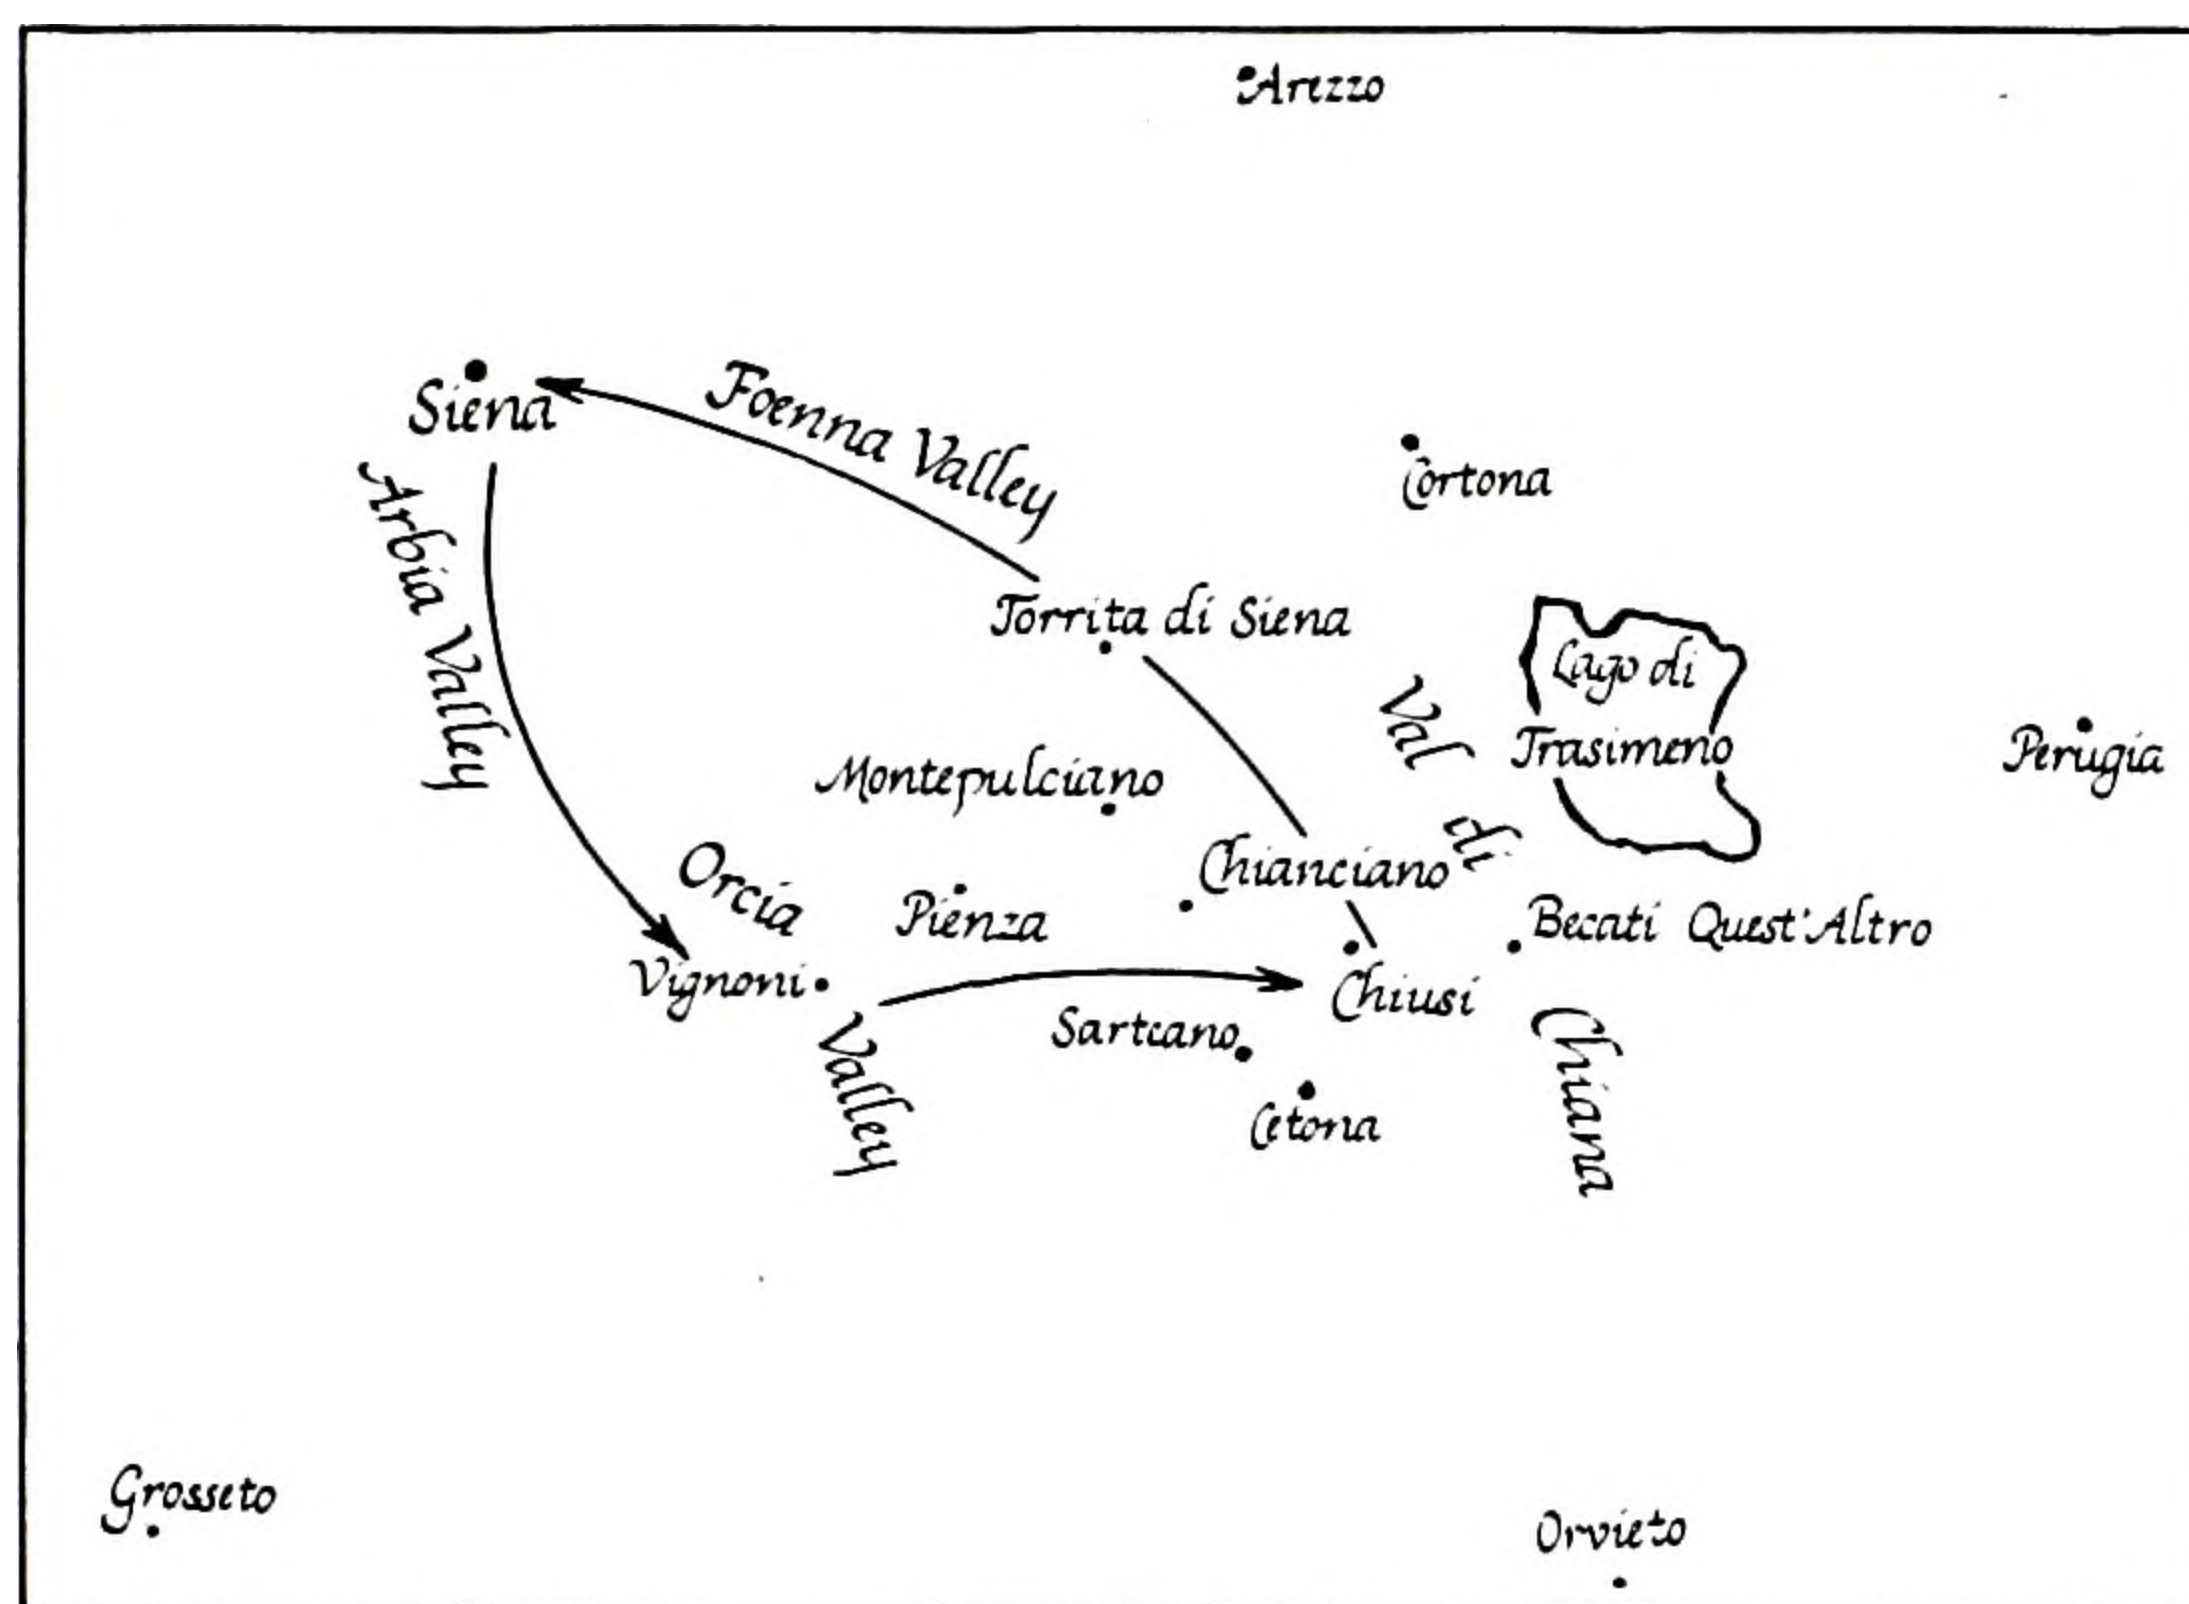 Arezzo
Siena
Foenna Valley
Cortona
Arbia Valley
Torrita di Siena
Lago di
Trasimeno
Perugia
Montepulciano
Val di Chiana
Chianciano
Orcia Valley
Pienza
Becati Quest'Altro
Vignoni
Chiusi
Sarteano
Cetona
Grosseto
Orvieto